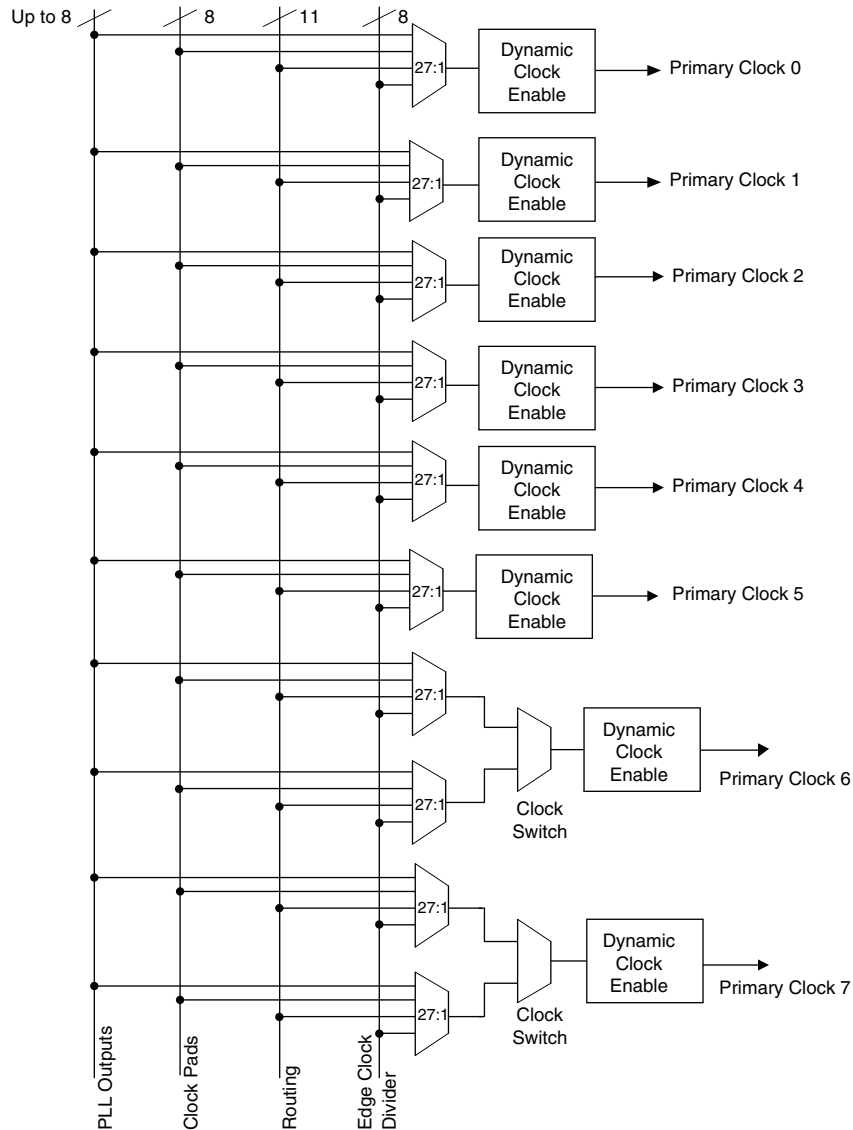 Up to 8
8
11
8
27:1
Dynamic
Clock
Enable
Primary Clock 0
27:1
Dynamic
Clock
Enable
Primary Clock 1
27:1
Dynamic
Clock
Enable
Primary Clock 2
27:1
Dynamic
Clock
Enable
Primary Clock 3
27:1
Dynamic
Clock
Enable
Primary Clock 4
27:1
Dynamic
Clock
Enable
Primary Clock 5
27:1
27:1
Clock
Switch
Dynamic
Clock
Enable
Primary Clock 6
27:1
27:1
Clock
Switch
Dynamic
Clock
Enable
Primary Clock 7
PLL Outputs
Clock Pads
Routing
Edge Clock
Divider